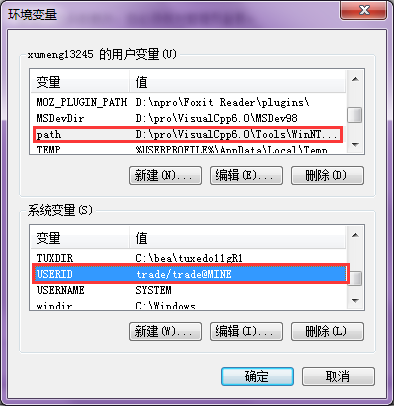 环境变量
xumeng13245 的用户变量(U)
变量 值
MOZ_PLUGIN_PATH D:\npro\Foxit Reader\plugins\
MSDevDir D:\pro\VisualCpp6.0\MSDev98
path D:\pro\VisualCpp6.0\Tools\WinNT...
TEMP %USERPROFILE%\AppData\Local\Temp
新建(N)... 编辑(E)... 删除(D)
系统变量(S)
变量 值
TUXDIR C:\bea\tuxedo11gR1
USERID trade/trade@MINE
USERNAME SYSTEM
windir C:\Windows
新建(W)... 编辑(I)... 删除(L)
确定 取消